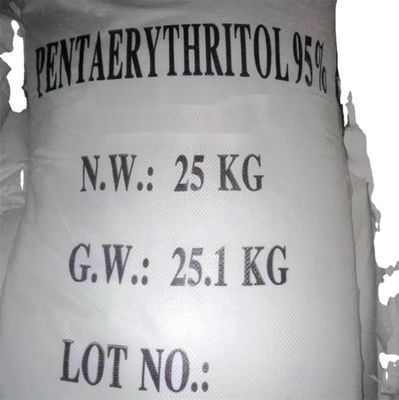 PENTAERYTHRITOL 95%
N.W.: 25 KG
G.W.: 25.1 KG
LOT NO.: